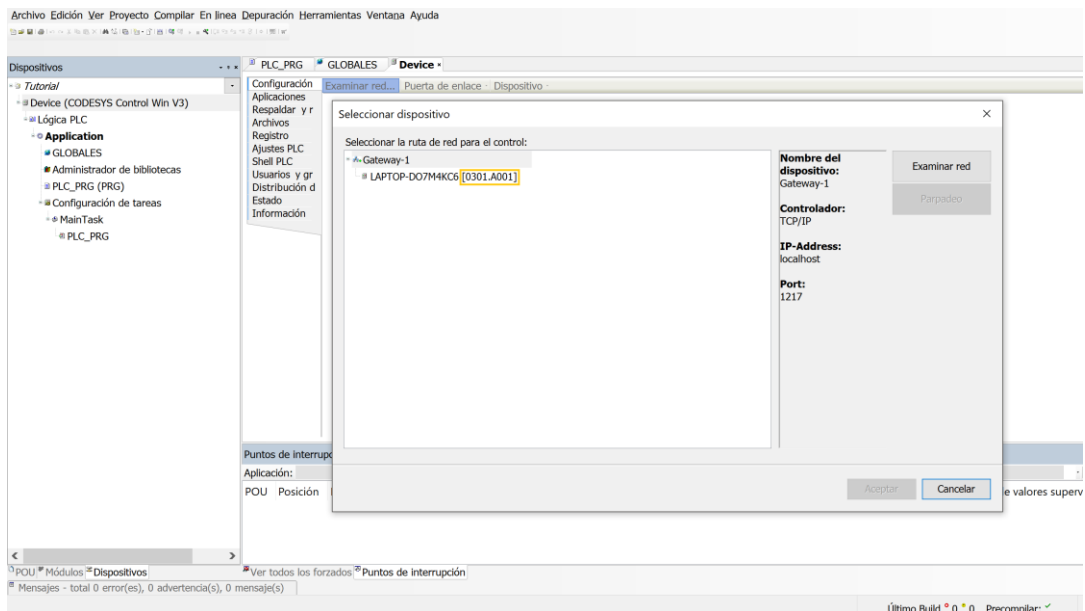 Archivo Edición Ver Proyecto Compilar En línea Depuración Herramientas Ventana Ayuda
Dispositivos
PLC_PRG GLOBALES Device
Tutorial
Device (CODESYS Control Win V3)
Lógica PLC
Application
GLOBALES
Administrador de bibliotecas
PLC_PRG (PRG)
Configuración de tareas
MainTask
PLC_PRG
Configuración
Aplicaciones
Respaldar y r
Archivos
Registro
Ajustes PLC
Shell PLC
Usuarios y gr
Distribución d
Estado
Información
Examinar red... Puerta de enlace Dispositivo
Seleccionar dispositivo
Seleccionar la ruta de red para el control:
Gateway-1
LAPTOP-DO7M4KC6 [0301.A001]
Nombre del
dispositivo:
Gateway-1
Controlador:
TCP/IP
IP-Address:
localhost
Port:
1217
Examinar red
Parpadeo
Aceptar Cancelar
Puntos de interrupc
Aplicación:
POU Posición
e valores superv
POU Módulos Dispositivos
Ver todos los forzados Puntos de interrupción
Mensajes - total 0 error(es), 0 advertencia(s), 0 mensaje(s)
Último Build 0 0 Precompilar: